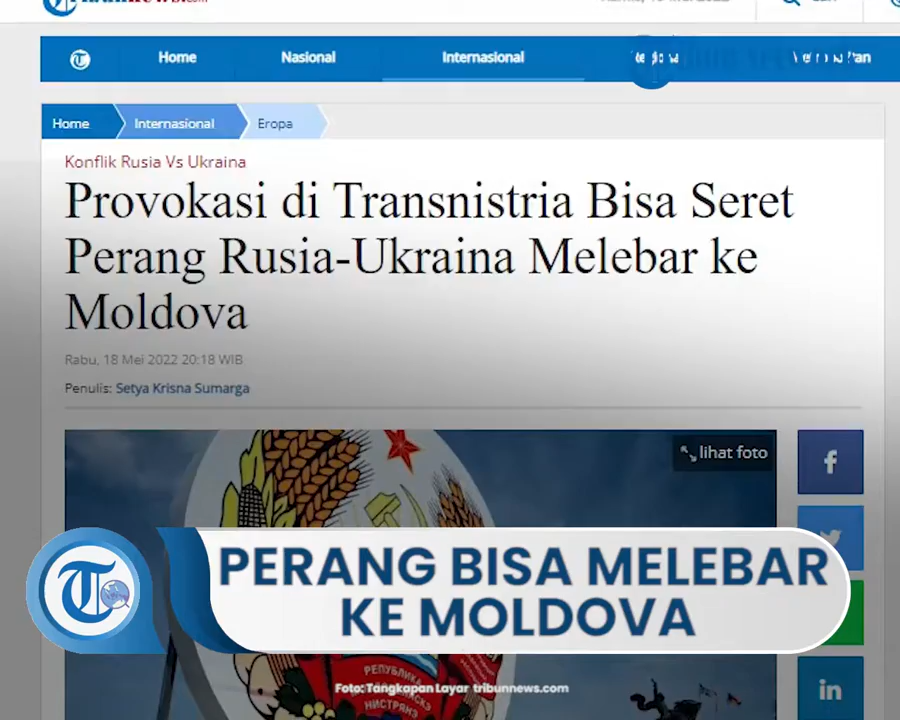 Home
Nasional
Internasional
Home
Internasional
Eropa
Konflik Rusia Vs Ukraina
Provokasi di Transnistria Bisa Seret
Perang Rusia-Ukraina Melebar ke
Moldova
Rabu, 18 Mei 2022 20:18 WIB
Penulis: Setya Krisna Sumarga
lihat foto
PERANG BISA MELEBAR
KE MOLDOVA
РЕПУБЛИКА
Foto: Tangkapan Layar tribunnews.com